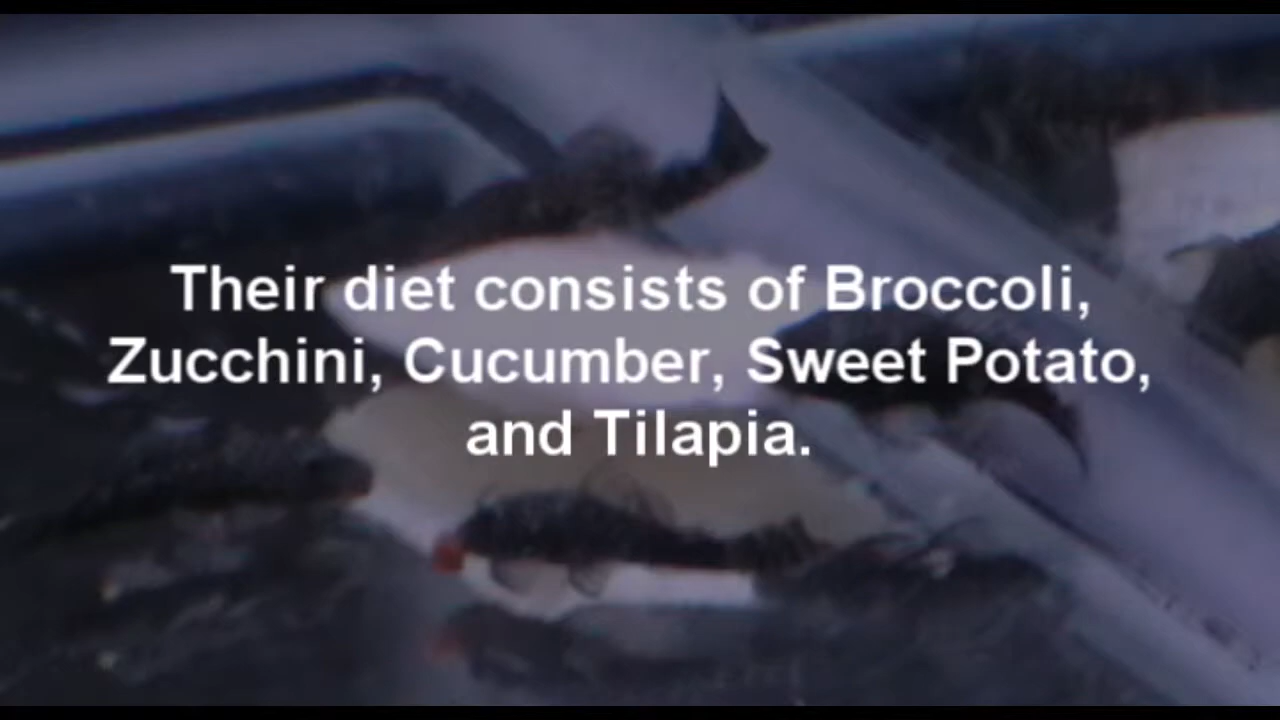 Their diet consists of Broccoli,
Zucchini, Cucumber, Sweet Potato,
and Tilapia.